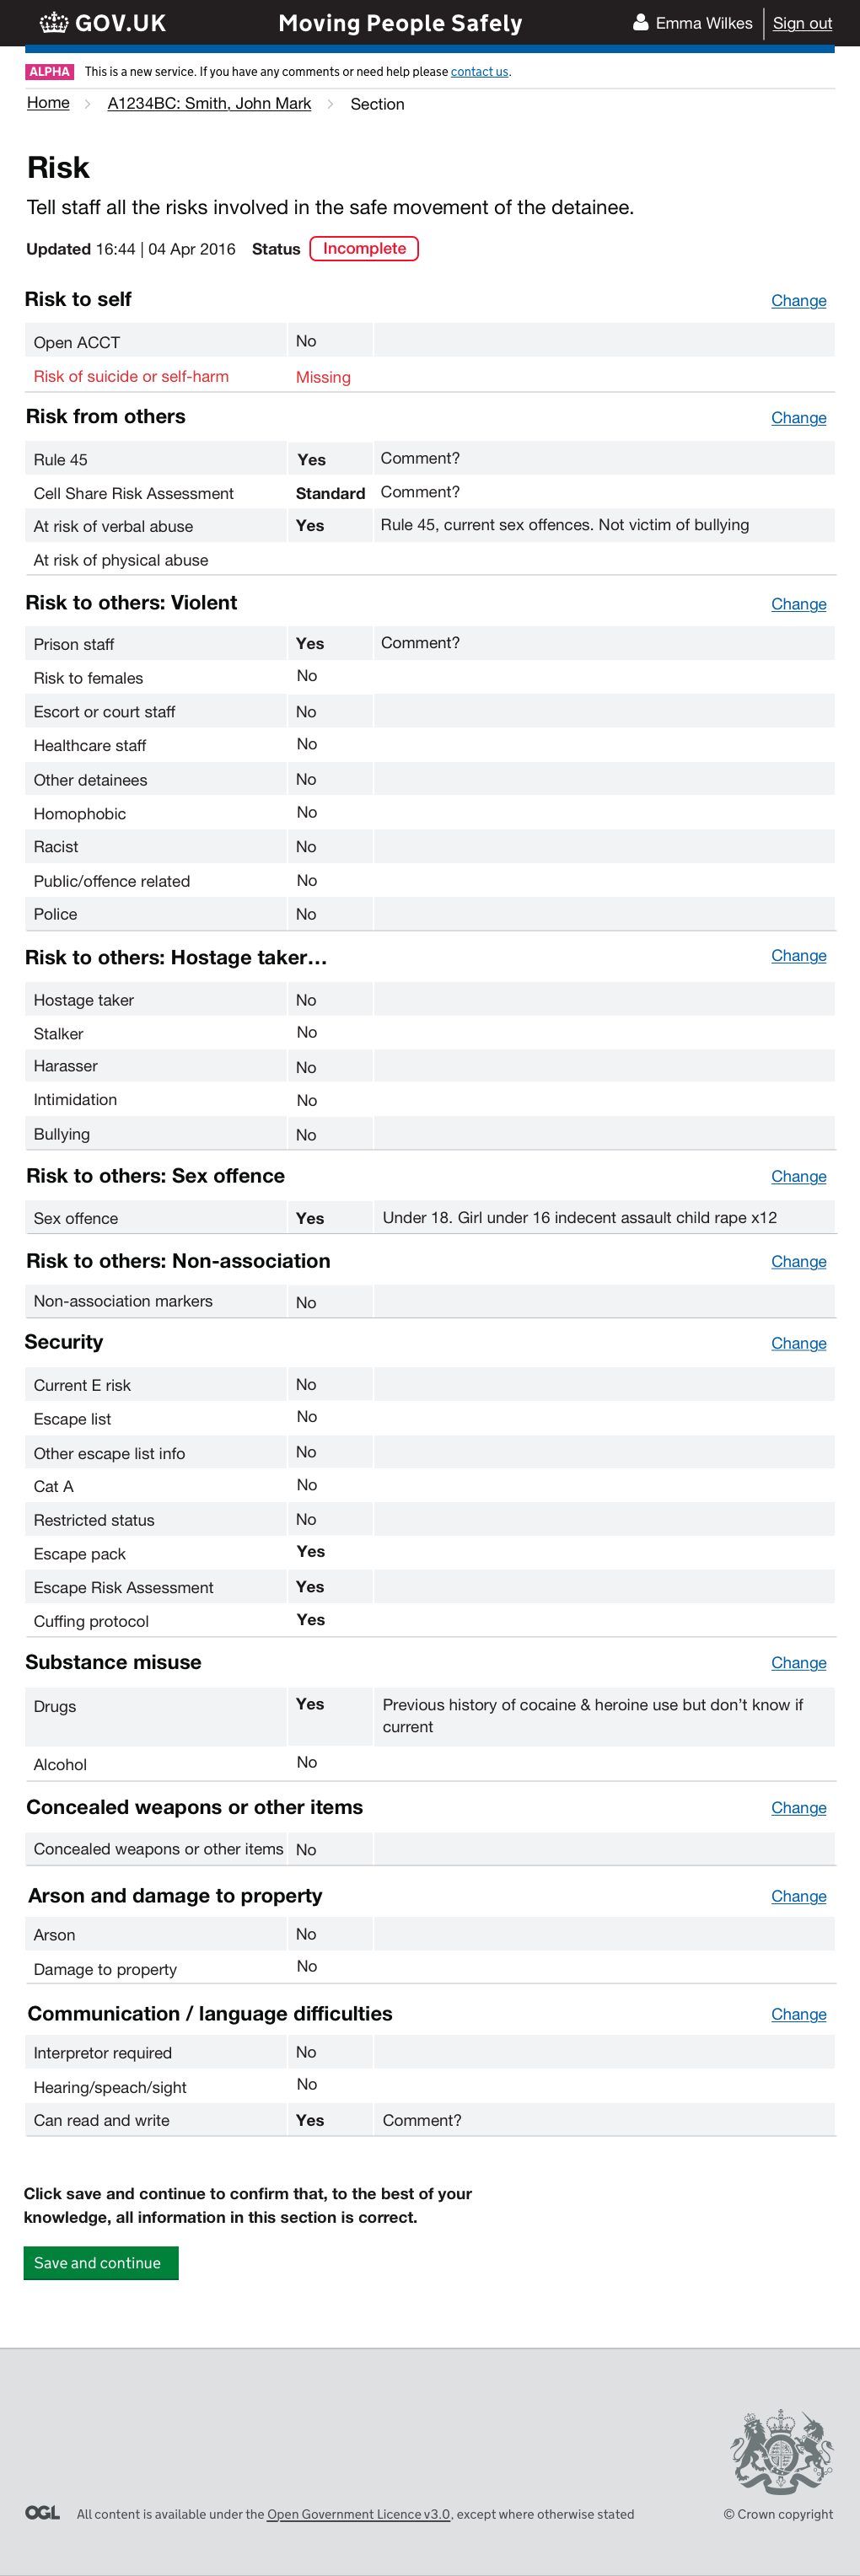 GOV.UK Moving People Safely Emma Wilkes Sign out
ALPHA This is a new service. If you have any comments or need help please contact us.
Home A1234BC: Smith, John Mark Section
Risk
Tell staff all the risks involved in the safe movement of the detainee.
Updated 16:44 | 04 Apr 2016 Status Incomplete
Risk to self Change
Open ACCT No
Risk of suicide or self-harm Missing
Risk from others Change
Rule 45 Yes Comment?
Cell Share Risk Assessment Standard Comment?
At risk of verbal abuse Yes Rule 45, current sex offences. Not victim of bullying
At risk of physical abuse
Risk to others: Violent Change
Prison staff Yes Comment?
Risk to females No
Escort or court staff No
Healthcare staff No
Other detainees No
Homophobic No
Racist No
Public/offence related No
Police No
Risk to others: Hostage taker… Change
Hostage taker No
Stalker No
Harasser No
Intimidation No
Bullying No
Risk to others: Sex offence Change
Sex offence Yes Under 18. Girl under 16 indecent assault child rape x12
Risk to others: Non-association Change
Non-association markers No
Security Change
Current E risk No
Escape list No
Other escape list info No
Cat A No
Restricted status No
Escape pack Yes
Escape Risk Assessment Yes
Cuffing protocol Yes
Substance misuse Change
Drugs Yes Previous history of cocaine & heroine use but don’t know if
current
Alcohol No
Concealed weapons or other items Change
Concealed weapons or other items No
Arson and damage to property Change
Arson No
Damage to property No
Communication / language difficulties Change
Interpretor required No
Hearing/speach/sight No
Can read and write Yes Comment?
Click save and continue to confirm that, to the best of your
knowledge, all information in this section is correct.
Save and continue
OGL All content is available under the Open Government Licence v3.0, except where otherwise stated © Crown copyright